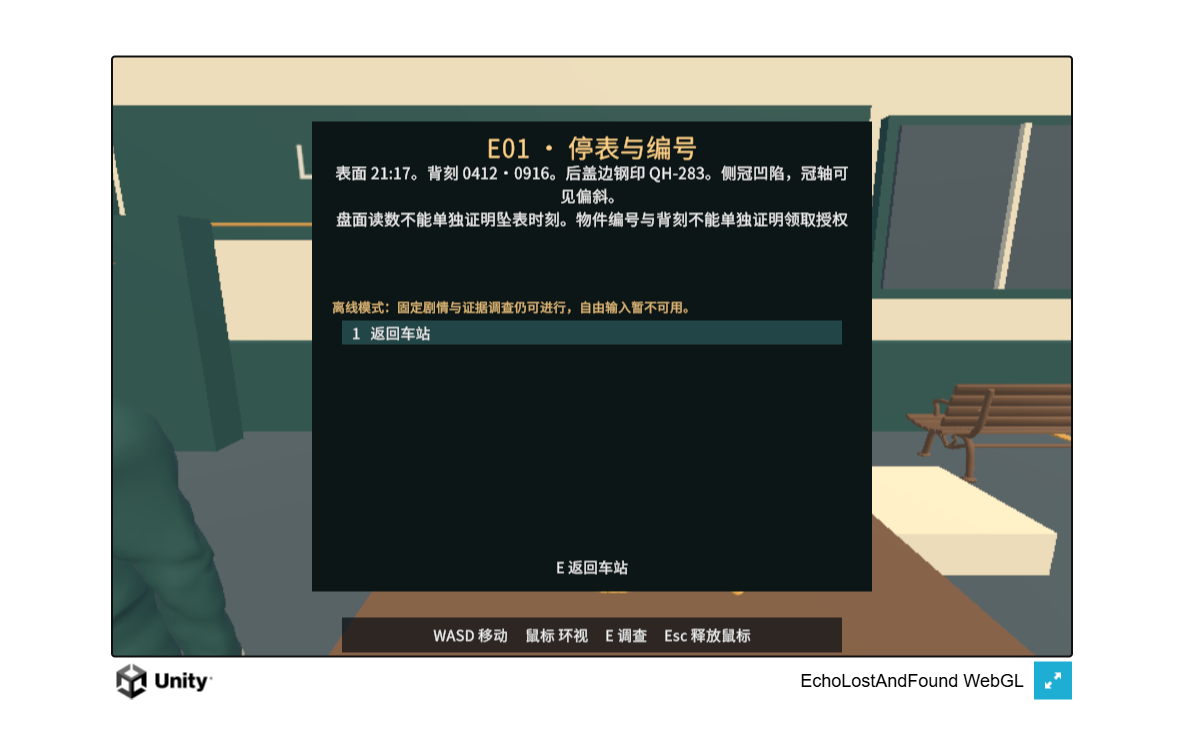 L
E01 · 停表与编号
表面 21:17。背刻 0412·0916。后盖边钢印 QH-283。侧冠凹陷，冠轴可
见偏斜。
盘面读数不能单独证明坠表时刻。物件编号与背刻不能单独证明领取授权
离线模式：固定剧情与证据调查仍可进行，自由输入暂不可用。
1 返回车站
E 返回车站
WASD 移动 鼠标 环视 E 调查 Esc 释放鼠标
Unity
EchoLostAndFound WebGL